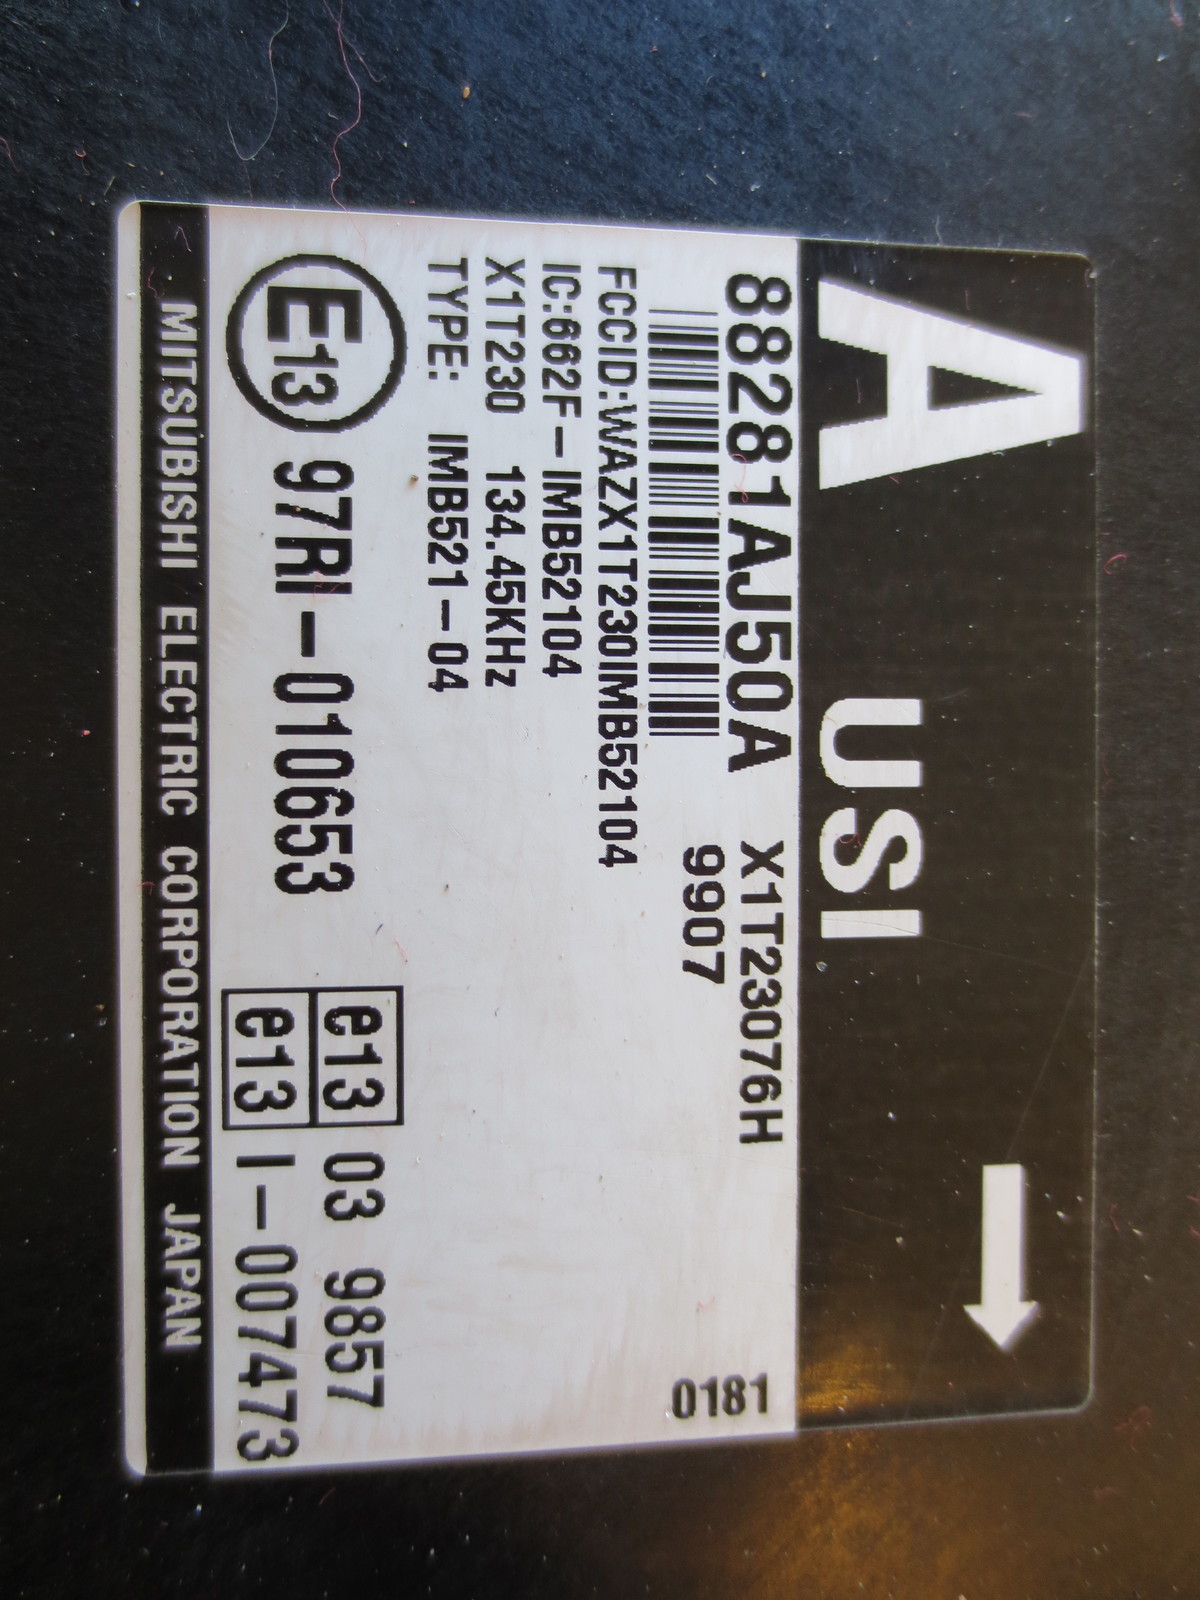 A USI
88281AJ50A X1T23076H
9907
0181
FCCID:WAZX1T230IMB52104
IC:662F-IMB52104
X1T230 134.45KHz
TYPE: IMB521-04
E13 97RI-010653
e13 03 9857
e13 I-007473
MITSUBISHI ELECTRIC CORPORATION JAPAN